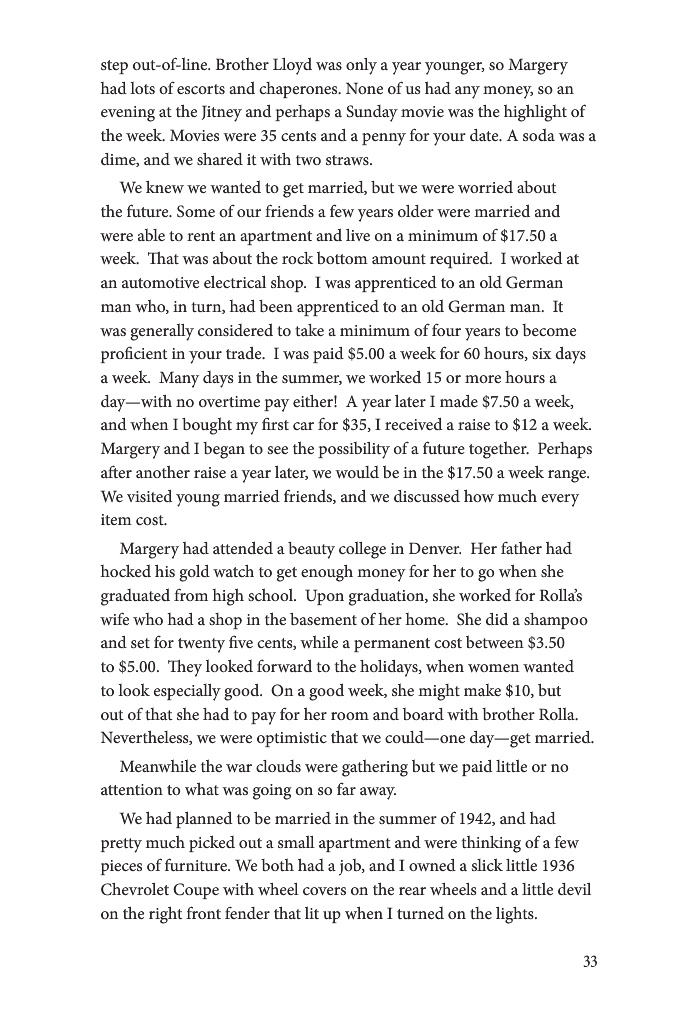 step out-of-line. Brother Lloyd was only a year younger, so Margery
had lots of escorts and chaperones. None of us had any money, so an
evening at the Jitney and perhaps a Sunday movie was the highlight of
the week. Movies were 35 cents and a penny for your date. A soda was a
dime, and we shared it with two straws.
We knew we wanted to get married, but we were worried about
the future. Some of our friends a few years older were married and
were able to rent an apartment and live on a minimum of $17.50 a
week.  That was about the rock bottom amount required.  I worked at
an automotive electrical shop.  I was apprenticed to an old German
man who, in turn, had been apprenticed to an old German man.  It
was generally considered to take a minimum of four years to become
proficient in your trade.  I was paid $5.00 a week for 60 hours, six days
a week.  Many days in the summer, we worked 15 or more hours a
day—with no overtime pay either!  A year later I made $7.50 a week,
and when I bought my first car for $35, I received a raise to $12 a week.
Margery and I began to see the possibility of a future together.  Perhaps
after another raise a year later, we would be in the $17.50 a week range.
We visited young married friends, and we discussed how much every
item cost.
Margery had attended a beauty college in Denver.  Her father had
hocked his gold watch to get enough money for her to go when she
graduated from high school.  Upon graduation, she worked for Rolla's
wife who had a shop in the basement of her home.  She did a shampoo
and set for twenty five cents, while a permanent cost between $3.50
to $5.00.  They looked forward to the holidays, when women wanted
to look especially good.  On a good week, she might make $10, but
out of that she had to pay for her room and board with brother Rolla.
Nevertheless, we were optimistic that we could—one day—get married.
Meanwhile the war clouds were gathering but we paid little or no
attention to what was going on so far away.
We had planned to be married in the summer of 1942, and had
pretty much picked out a small apartment and were thinking of a few
pieces of furniture. We both had a job, and I owned a slick little 1936
Chevrolet Coupe with wheel covers on the rear wheels and a little devil
on the right front fender that lit up when I turned on the lights.
33